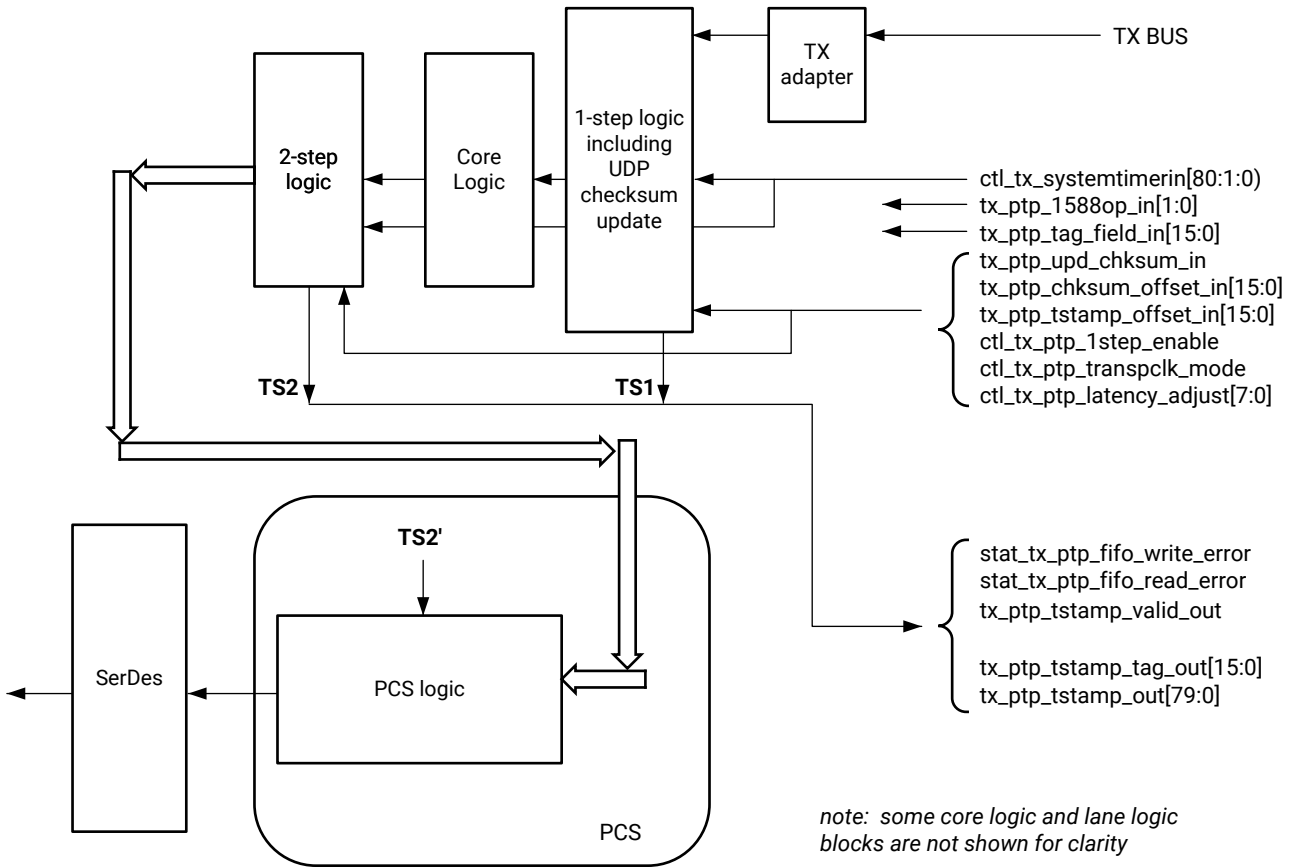 TX BUS
TX
adapter
1-step logic
including
UDP
checksum
update
Core
Logic
2-step
logic
ctl_tx_systemtimerin[80:1:0)
tx_ptp_1588op_in[1:0]
tx_ptp_tag_field_in[15:0]
tx_ptp_upd_chksum_in
tx_ptp_chksum_offset_in[15:0]
tx_ptp_tstamp_offset_in[15:0]
ctl_tx_ptp_1step_enable
ctl_tx_ptp_transpclk_mode
ctl_tx_ptp_latency_adjust[7:0]
TS2
TS1
TS2'
SerDes
PCS logic
PCS
stat_tx_ptp_fifo_write_error
stat_tx_ptp_fifo_read_error
tx_ptp_tstamp_valid_out
tx_ptp_tstamp_tag_out[15:0]
tx_ptp_tstamp_out[79:0]
note: some core logic and lane logic
blocks are not shown for clarity